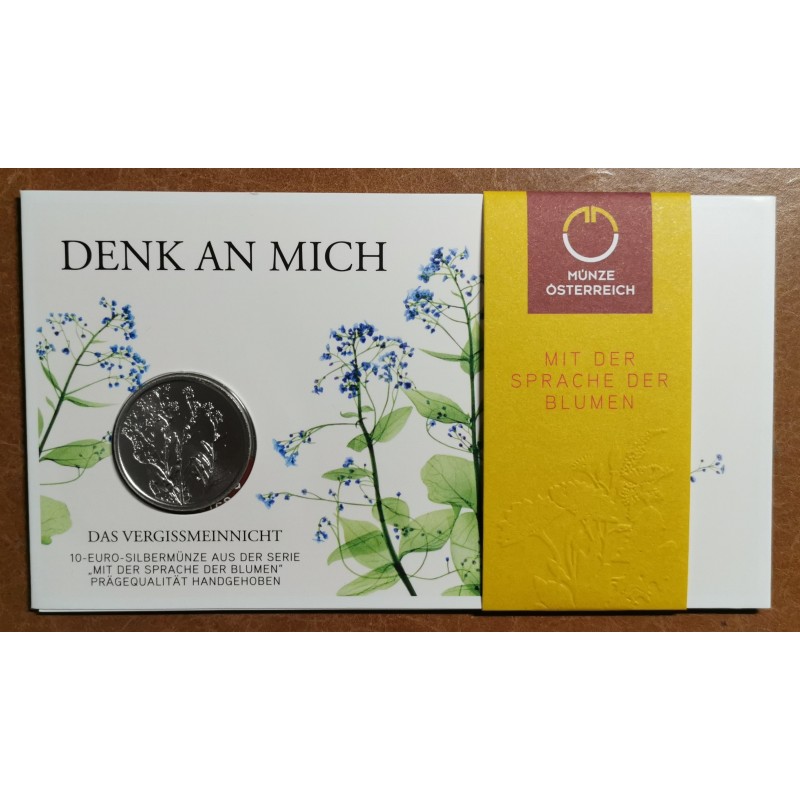 DENK AN MICH
DAS VERGISSMEINNICHT
10-EURO-SILBERMÜNZE AUS DER SERIE
„MIT DER SPRACHE DER BLUMEN“
PRÄGEQUALITÄT HANDGEHOBEN
MÜNZE
ÖSTERREICH
MIT DER
SPRACHE DER
BLUMEN